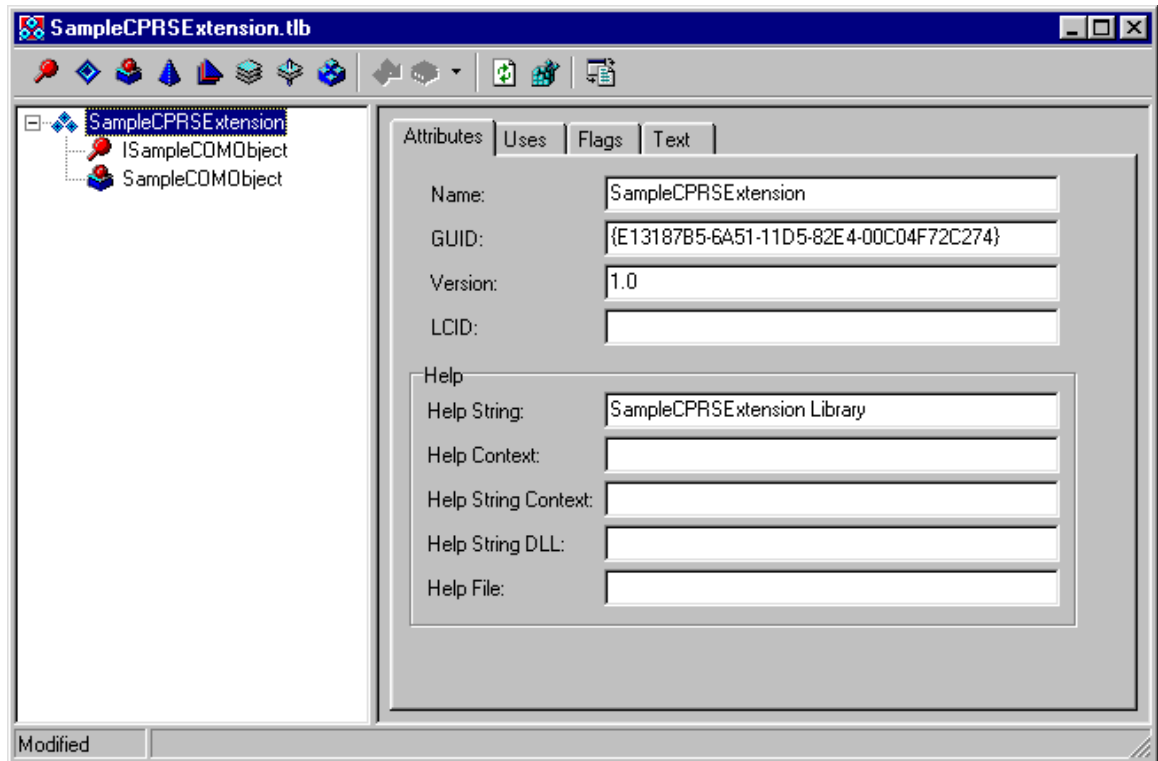 SampleCPRSExtension.tlb
SampleCPRSExtension
ISampleCOMObject
SampleCOMObject
Attributes Uses Flags Text
Name: SampleCPRSExtension
GUID: {E13187B5-6A51-11D5-82E4-00C04F72C274}
Version: 1.0
LCID:
Help
Help String: SampleCPRSExtension Library
Help Context:
Help String Context:
Help String DLL:
Help File:
Modified